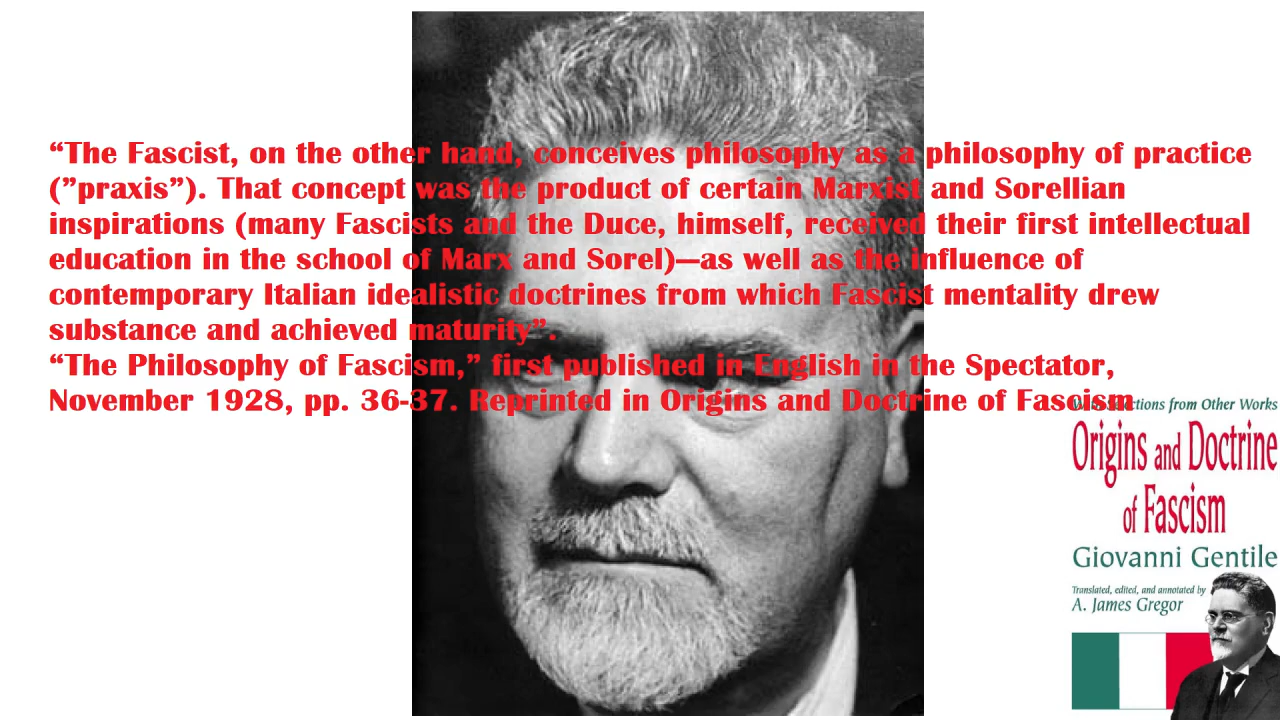 “The Fascist, on the other hand, conceives philosophy as a philosophy of practice
(”praxis”). That concept was the product of certain Marxist and Sorellian
inspirations (many Fascists and the Duce, himself, received their first intellectual
education in the school of Marx and Sorel)—as well as the influence of
contemporary Italian idealistic doctrines from which Fascist mentality drew
substance and achieved maturity”.
“The Philosophy of Fascism,” first published in English in the Spectator,
November 1928, pp. 36-37. Reprinted in Origins and Doctrine of Fascism
from Other Works
Origins and Doctrine
of Fascism
Giovanni Gentile
Translated, edited, and annotated by
A. James Gregor